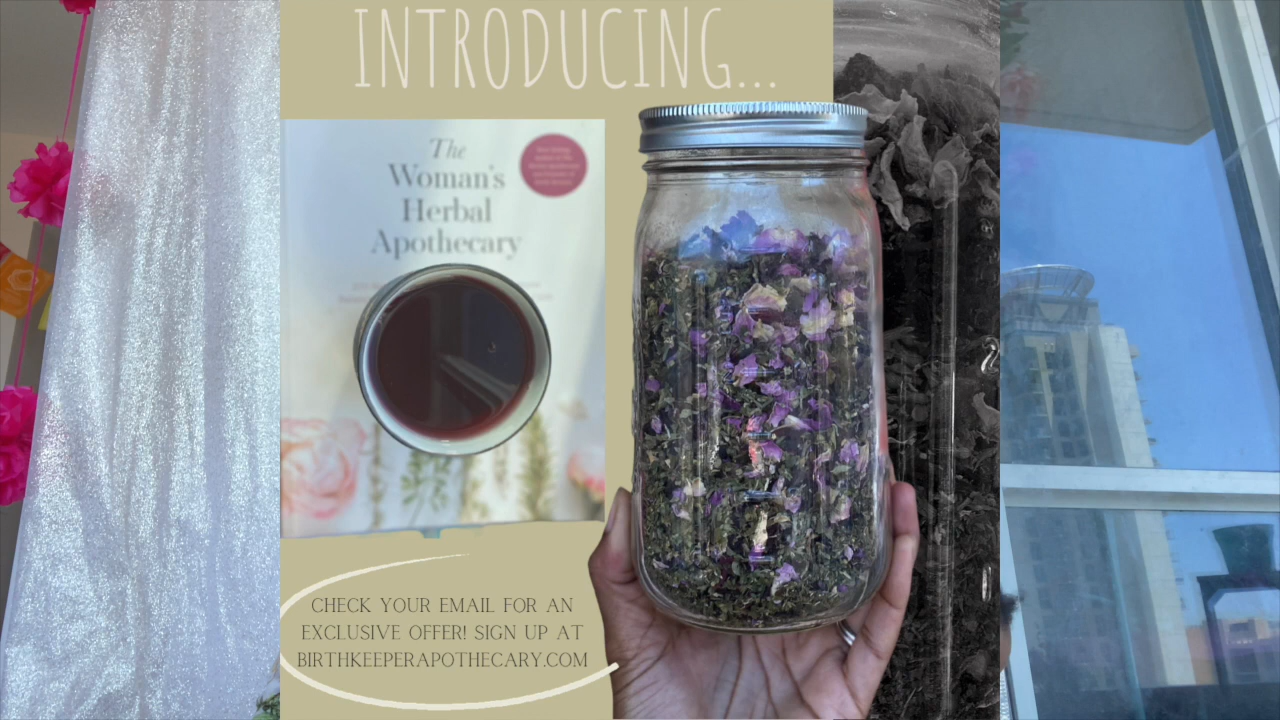 INTRODUCING...
The
Woman's
Herbal
Apothecary
CHECK YOUR EMAIL FOR AN
EXCLUSIVE OFFER! SIGN UP AT
BIRTHKEEPERAPOTHECARY.COM